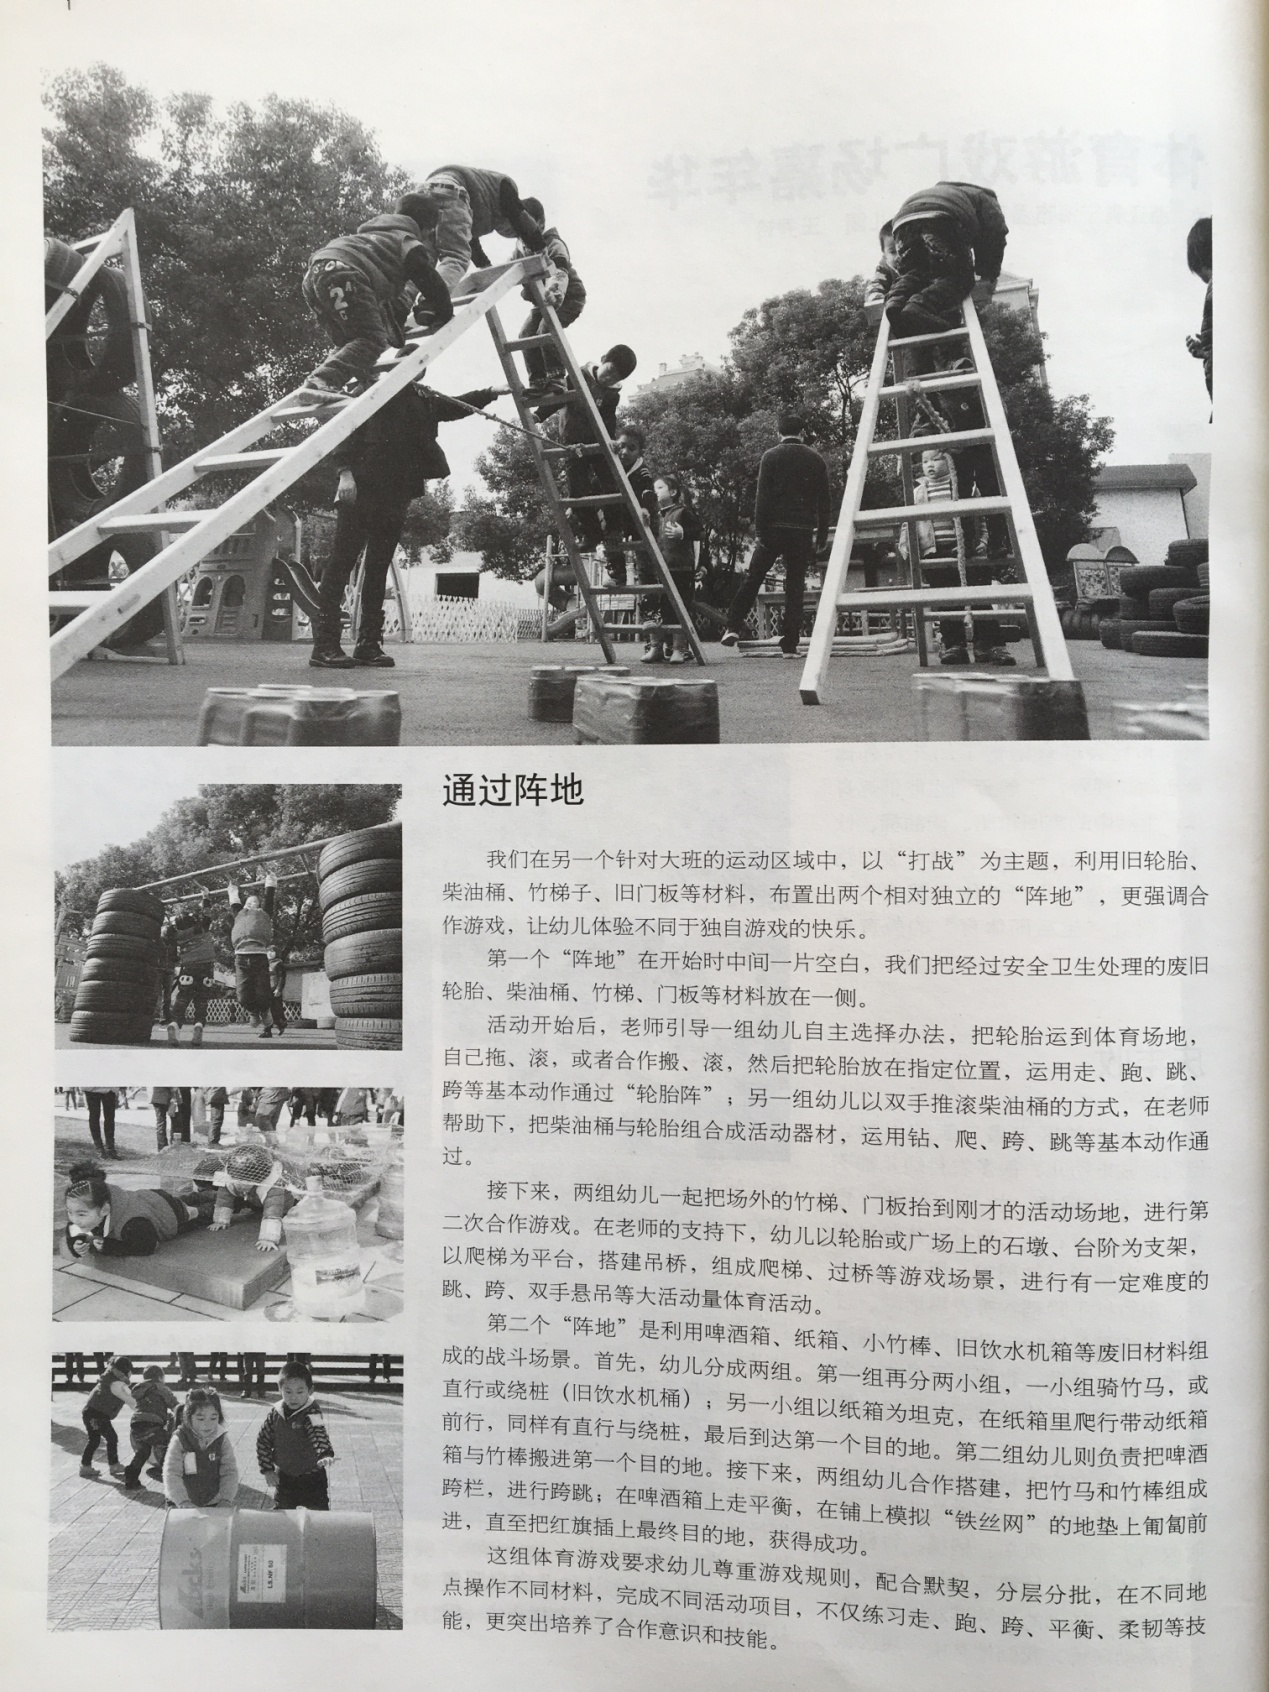 1
通过阵地
我们在另一个针对大班的运动区域中，以“打战”为主题，利用旧轮胎、
柴油桶、竹梯子、旧门板等材料，布置出两个相对独立的“阵地”，更强调合
作游戏，让幼儿体验不同于独自游戏的快乐。
第一个“阵地”在开始时中间一片空白，我们把经过安全卫生处理的废旧
轮胎、柴油桶、竹梯、门板等材料放在一侧。
活动开始后，老师引导一组幼儿自主选择办法，把轮胎运到体育场地，
自己拖、滚，或者合作搬、滚，然后把轮胎放在指定位置，运用走、跑、跳、
跨等基本动作通过“轮胎阵”；另一组幼儿以双手推滚柴油桶的方式，在老师
帮助下，把柴油桶与轮胎组合成活动器材，运用钻、爬、跨、跳等基本动作通
过。
接下来，两组幼儿一起把场外的竹梯、门板抬到刚才的活动场地，进行第
二次合作游戏。在老师的支持下，幼儿以轮胎或广场上的石墩、台阶为支架，
以爬梯为平台，搭建吊桥，组成爬梯、过桥等游戏场景，进行有一定难度的
跳、跨、双手悬吊等大活动量体育活动。
第二个“阵地”是利用啤酒箱、纸箱、小竹棒、旧饮水机箱等废旧材料组
成的战斗场景。首先，幼儿分成两组。第一组再分两小组，一小组骑竹马，或
直行或绕桩（旧饮水机桶）；另一小组以纸箱为坦克，在纸箱里爬行带动纸箱
前行，同样有直行与绕桩，最后到达第一个目的地。第二组幼儿则负责把啤酒
箱与竹棒搬进第一个目的地。接下来，两组幼儿合作搭建，把竹马和竹棒组成
跨栏，进行跨跳；在啤酒箱上走平衡，在铺上模拟“铁丝网”的地垫上匍匐前
进，直至把红旗插上最终目的地，获得成功。
这组体育游戏要求幼儿尊重游戏规则，配合默契，分层分批，在不同地
点操作不同材料，完成不同活动项目，不仅练习走、跑、跨、平衡、柔韧等技
能，更突出培养了合作意识和技能。